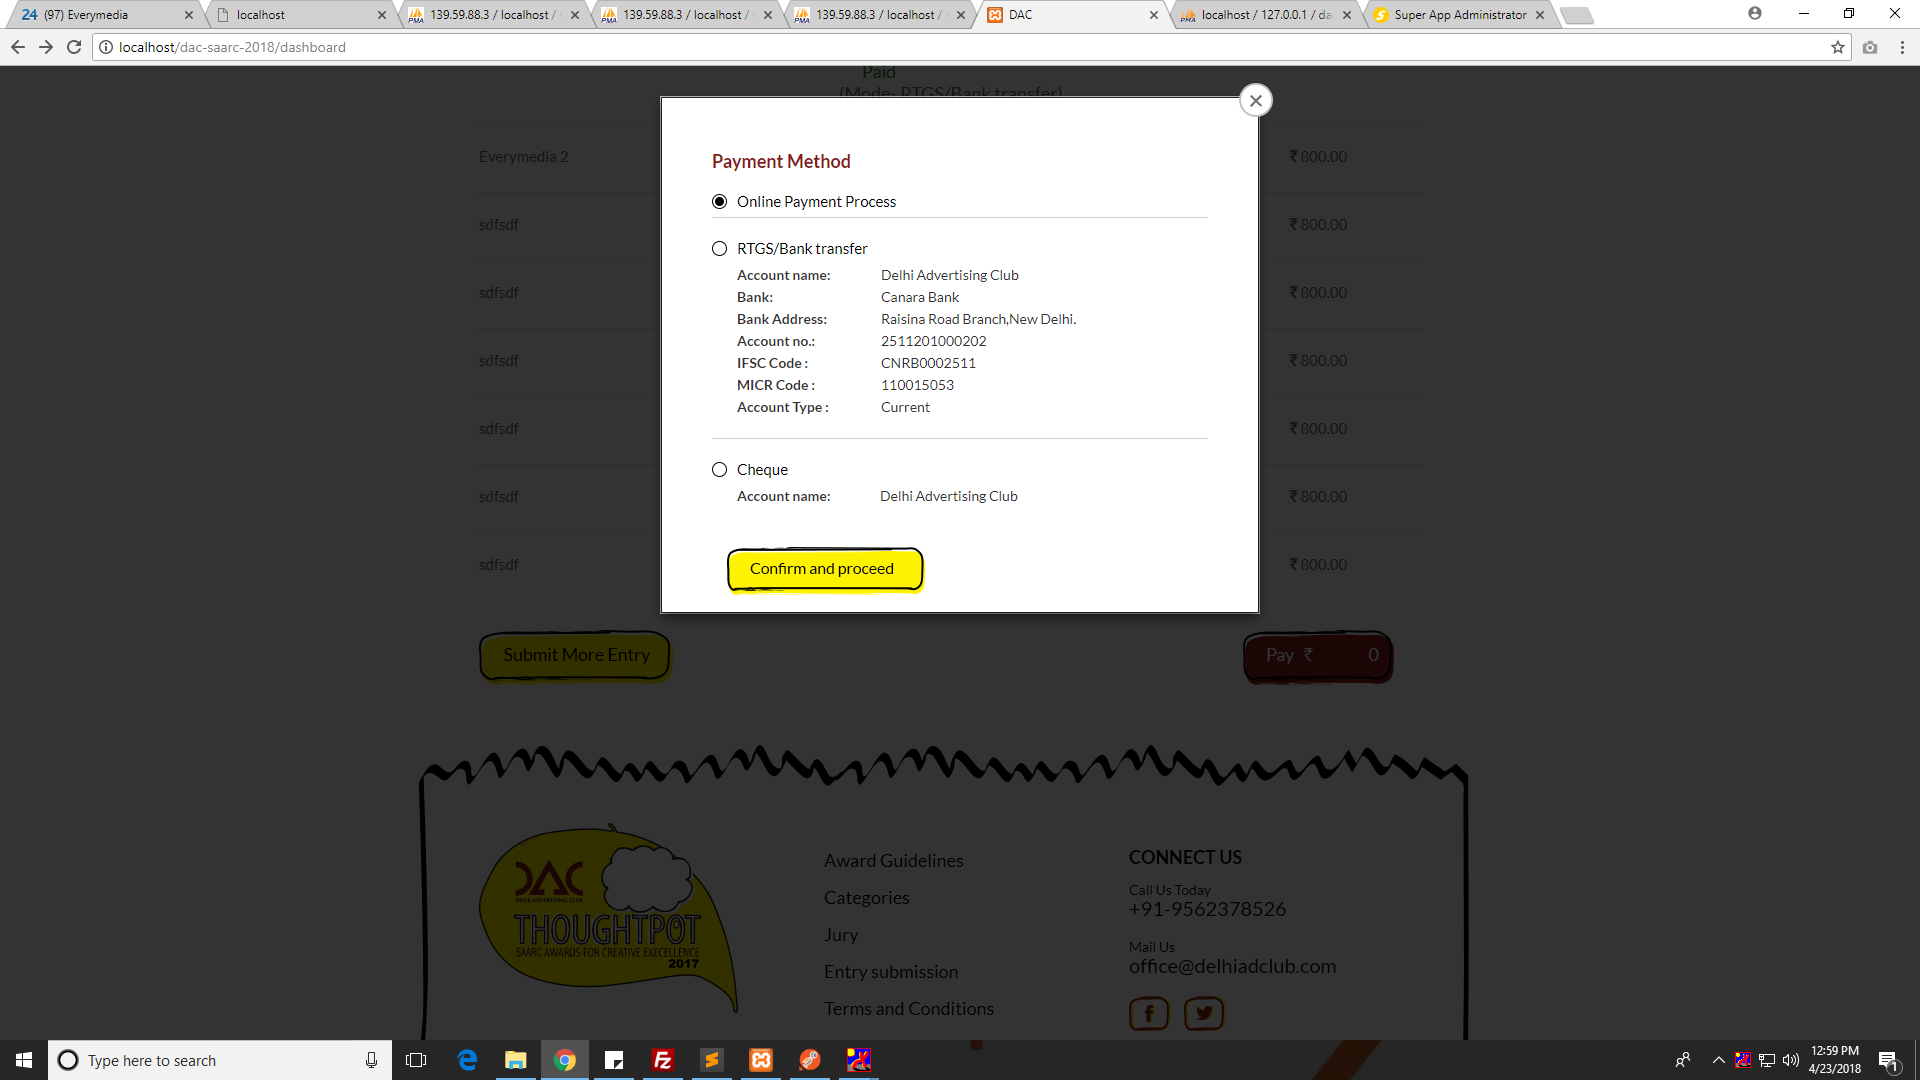 24 (97) Everymedia
localhost
139.59.88.3 / localhost /
139.59.88.3 / localhost /
139.59.88.3 / localhost /
DAC
localhost / 127.0.0.1 / da
Super App Administrator
localhost/dac-saarc-2018/dashboard
Paid
(Mode- RTGS/Bank transfer)
Everymedia 2 ₹ 800.00
sdfsdf ₹ 800.00
sdfsdf ₹ 800.00
sdfsdf ₹ 800.00
sdfsdf ₹ 800.00
sdfsdf ₹ 800.00
sdfsdf ₹ 800.00
Payment Method
Online Payment Process
RTGS/Bank transfer
Account name: Delhi Advertising Club
Bank: Canara Bank
Bank Address: Raisina Road Branch,New Delhi.
Account no.: 2511201000202
IFSC Code : CNRB0002511
MICR Code : 110015053
Account Type : Current
Cheque
Account name: Delhi Advertising Club
Confirm and proceed
Submit More Entry
Pay ₹ 0
DAC
DELHI ADVERTISING CLUB
THOUGHTPOT
SAARC AWARDS FOR CREATIVE EXECELLENCE
2017
Award Guidelines
Categories
Jury
Entry submission
Terms and Conditions
CONNECT US
Call Us Today
+91-9562378526
Mail Us
office@delhiadclub.com
Type here to search
12:59 PM
4/23/2018
1